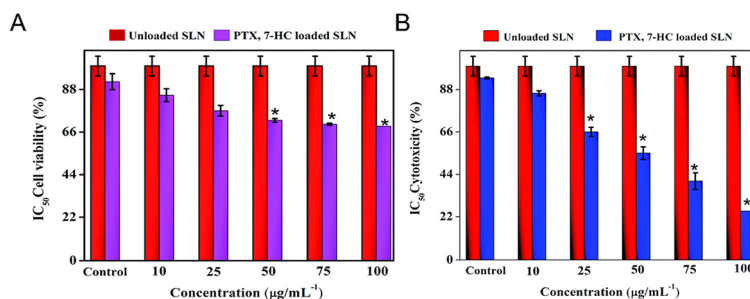 A
Unloaded SLN
PTX, 7-HC loaded SLN
IC50 Cell viability (%)
88
66
44
22
0
* * *
Control 10 25 50 75 100
Concentration (µg/mL-1)
B
Unloaded SLN
PTX, 7-HC loaded SLN
IC50 Cytotoxicity (%)
88
66
44
22
0
* * * *
Control 10 25 50 75 100
Concentration (µg/mL-1)